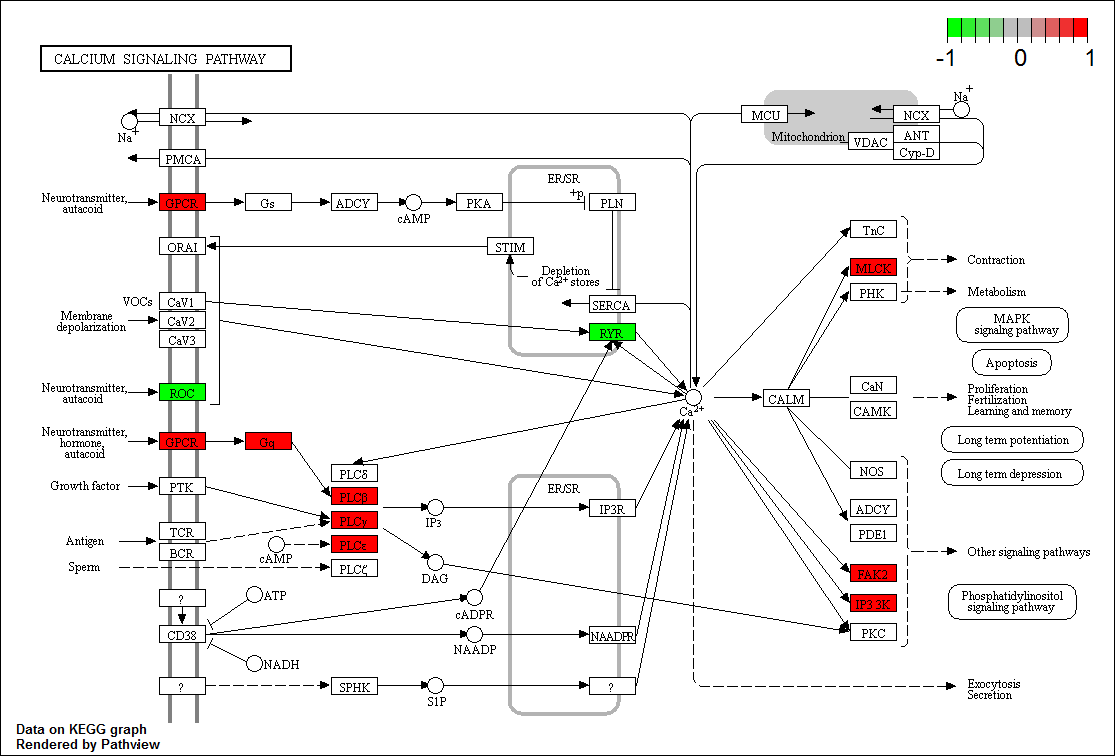 -1 0 1
CALCIUM SIGNALING PATHWAY
NCX
Na+
MCU
NCX
Na+
Mitochondrion
VDAC
ANT
Cyp-D
PMCA
ER/SR
Neurotransmitter,
autacoid
GPCR
Gs
ADCY
cAMP
PKA
+p
PLN
TnC
ORAI
STIM
Depletion
of Ca2+ stores
Contraction
MLCK
PHK
Metabolism
VOCs
CaV1
Membrane
depolarization
CaV2
CaV3
SERCA
RYR
MAPK
signalng pathway
Apoptosis
Neurotransmitter,
autacoid
ROC
Ca2+
CALM
CaN
CAMK
Proliferation
Fertilization
Learning and memory
Neurotransmitter,
hormone,
autacoid
GPCR
Gq
Long term potentiation
PLCδ
ER/SR
NOS
Long term depression
Growth factor
PTK
PLCβ
IP3
IP3R
ADCY
PLCγ
Antigen
TCR
BCR
cAMP
PLCε
PDE1
Other signaling pathways
Sperm
PLCζ
DAG
FAK2
?
ATP
cADPR
IP3 3K
Phosphatidylinositol
signaling pathway
CD38
NAADP
NAADPR
PKC
NADH
?
SPHK
S1P
?
Exocytosis
Secretion
Data on KEGG graph
Rendered by Pathview